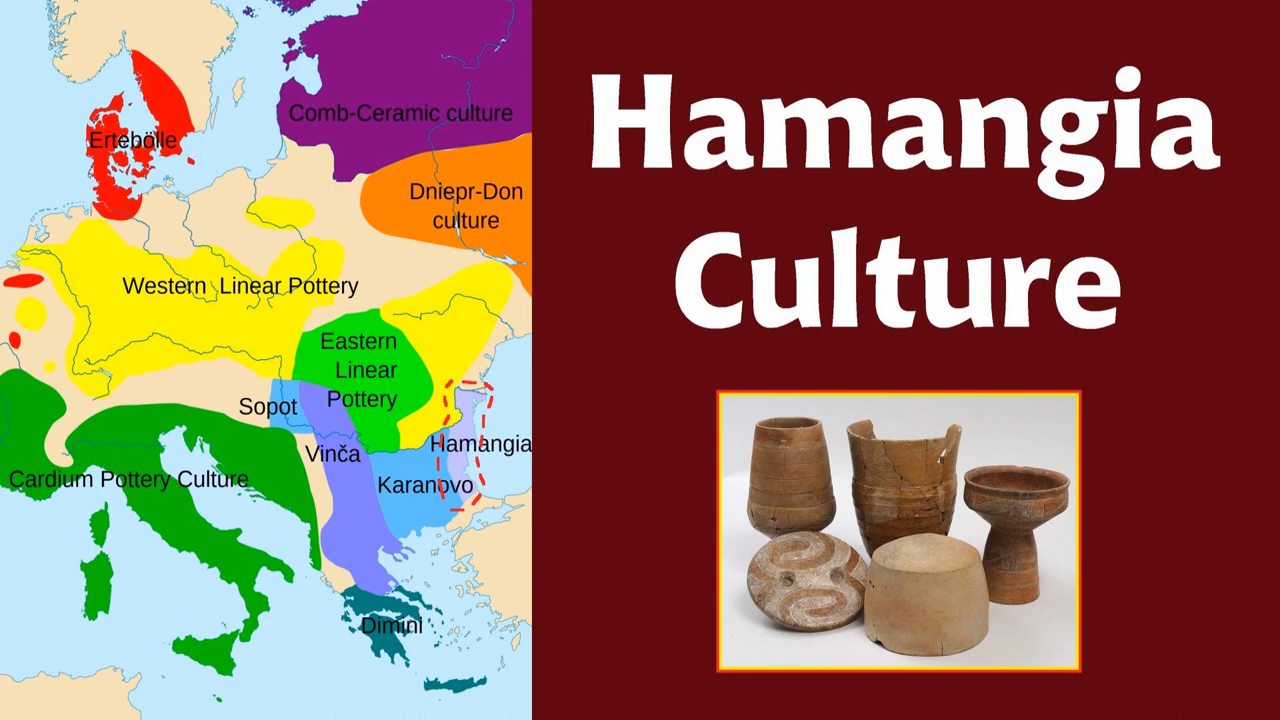 Comb-Ceramic culture
Ertebölle
Dniepr-Don
culture
Western Linear Pottery
Eastern
Linear
Pottery
Sopot
Hamangia
Vinča
Cardium Pottery Culture
Karanovo
Dimini
Hamangia
Culture